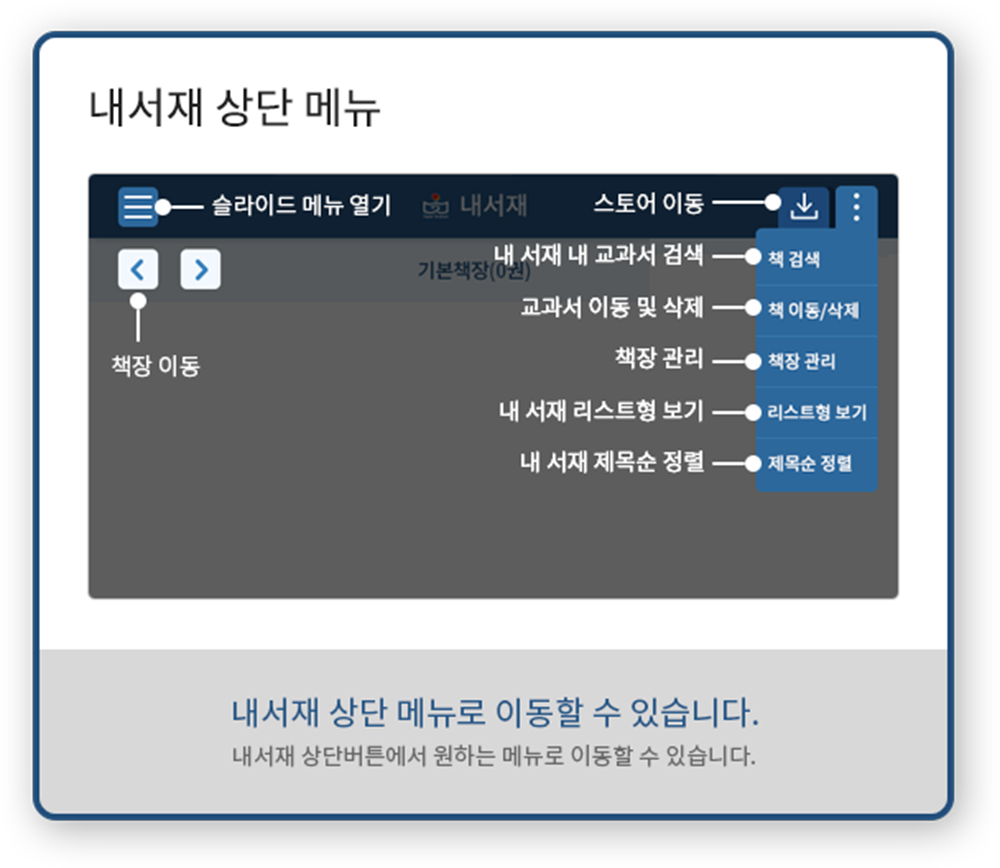 내서재 상단 메뉴
슬라이드 메뉴 열기
내서재
스토어 이동
기본책장(0권)
내 서재 내 교과서 검색
책 검색
교과서 이동 및 삭제
책 이동/삭제
책장 이동
책장 관리
책장 관리
내 서재 리스트형 보기
리스트형 보기
내 서재 제목순 정렬
제목순 정렬
내서재 상단 메뉴로 이동할 수 있습니다.
내서재 상단버튼에서 원하는 메뉴로 이동할 수 있습니다.